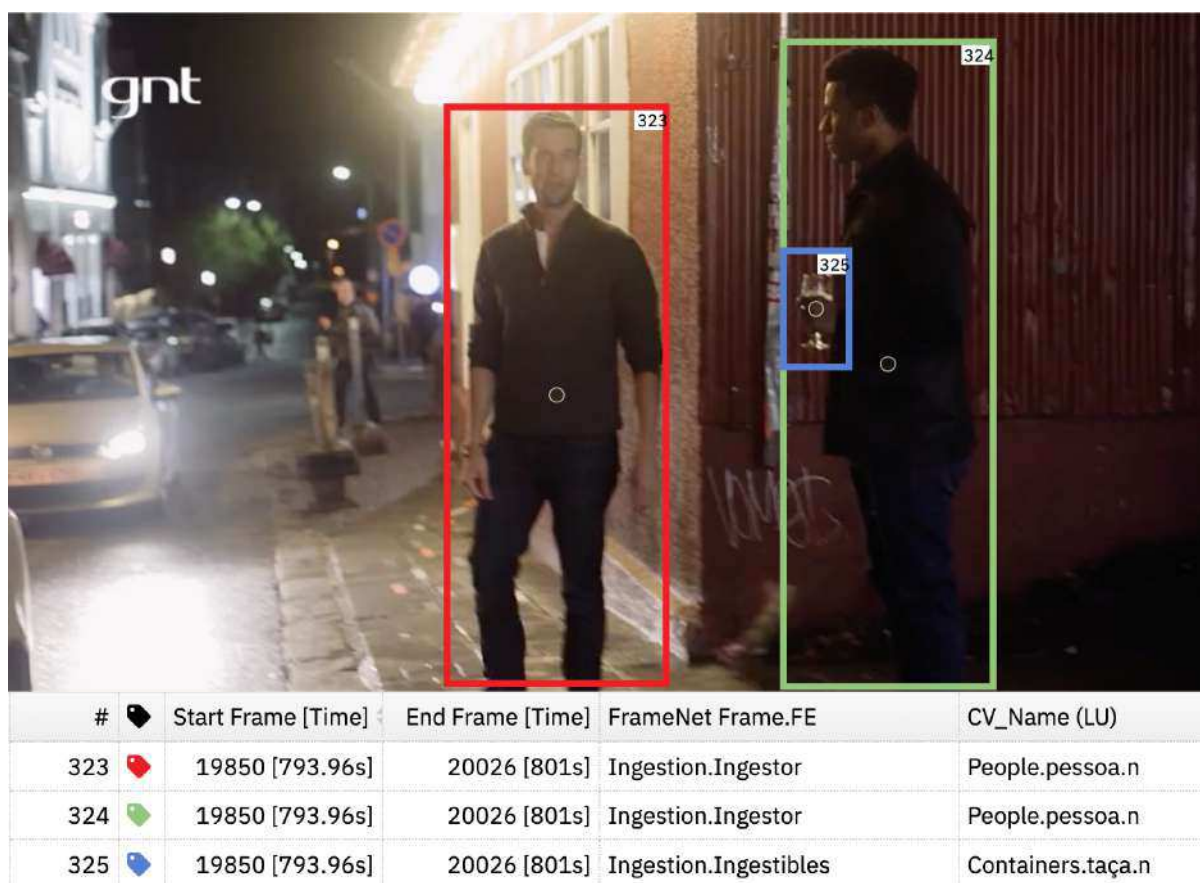 gnt
323
324
325
# Start Frame [Time] End Frame [Time] FrameNet Frame.FE CV_Name (LU)
323 19850 [793.96s] 20026 [801s] Ingestion.Ingestor People.pessoa.n
324 19850 [793.96s] 20026 [801s] Ingestion.Ingestor People.pessoa.n
325 19850 [793.96s] 20026 [801s] Ingestion.Ingestibles Containers.taça.n